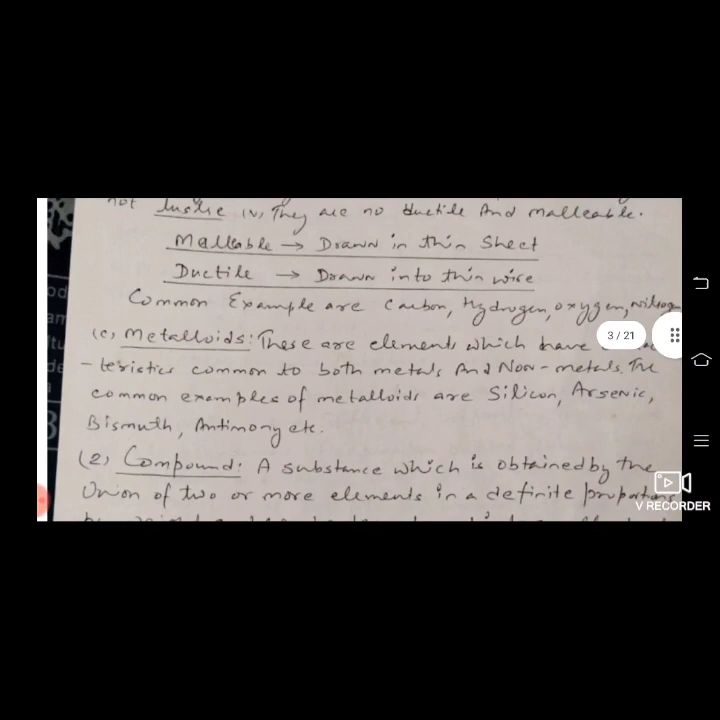 not lustre (iv) They are no ductile And malleable.
Malleable → Drawn in thin Sheet
Ductile → Drawn into thin wire
Common Example are Carbon, Hydrogen, oxygen, nitrog
3/21
(c) Metalloids: These are elements which have
-teristics common to both metals And Non-metals. The
common examples of metalloids are Silicon, Arsenic,
Bismuth, Antimony etc.
(2) Compound: A substance which is obtained by the
Union of two or more elements in a definite proportions
V RECORDER